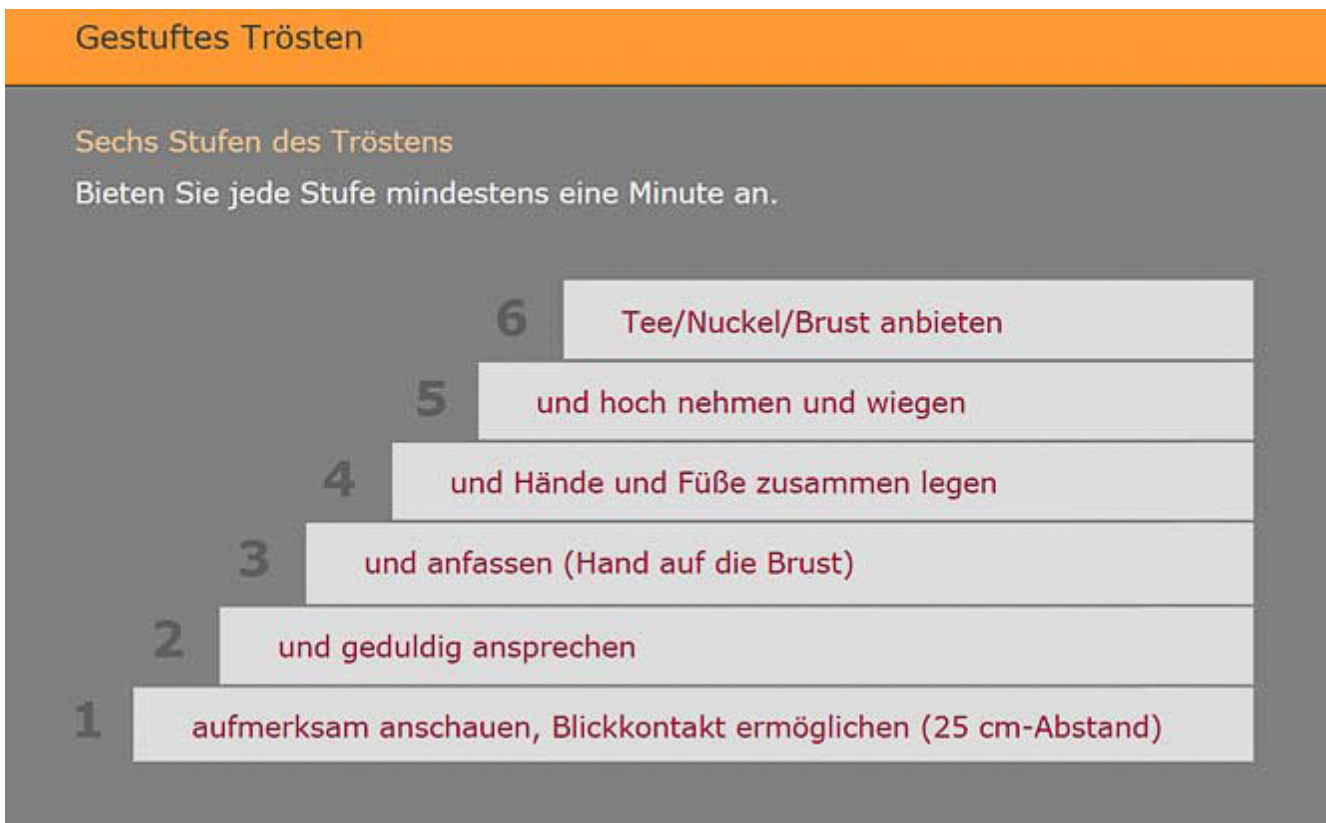 Gestuftes Trösten
Sechs Stufen des Tröstens
Bieten Sie jede Stufe mindestens eine Minute an.
6 Tee/Nuckel/Brust anbieten
5 und hoch nehmen und wiegen
4 und Hände und Füße zusammen legen
3 und anfassen (Hand auf die Brust)
2 und geduldig ansprechen
1 aufmerksam anschauen, Blickkontakt ermöglichen (25 cm-Abstand)